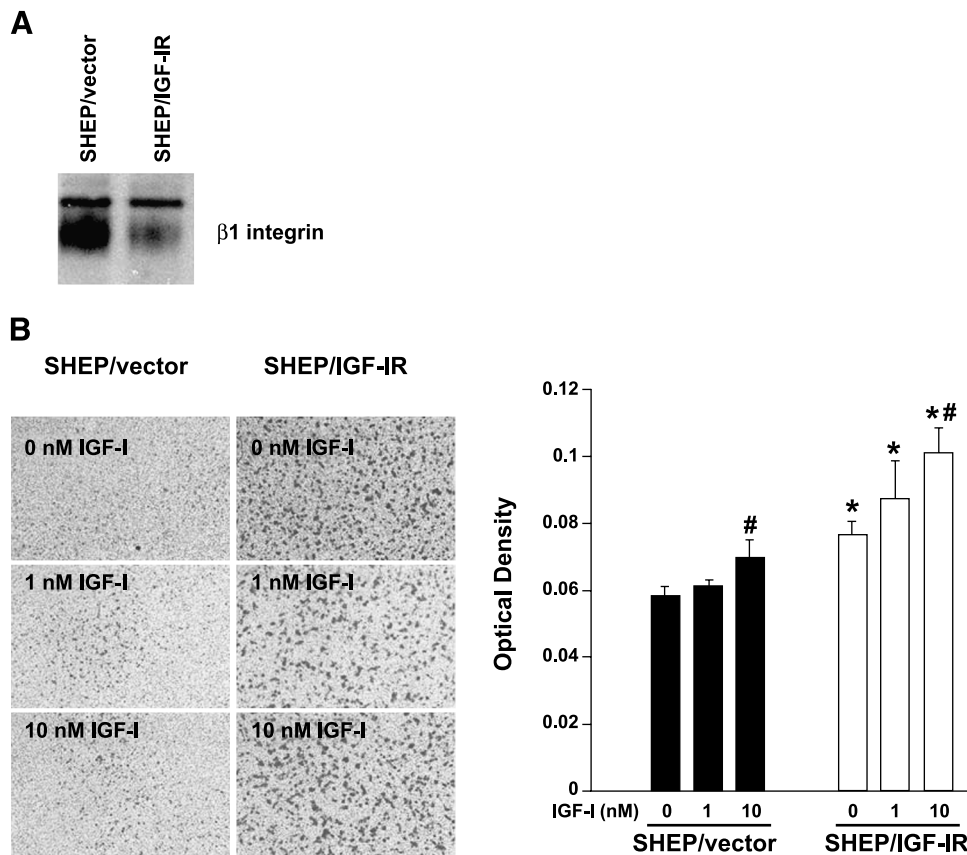 A
SHEP/vector
SHEP/IGF-IR
β1 integrin
B
SHEP/vector
SHEP/IGF-IR
0 nM IGF-I
0 nM IGF-I
1 nM IGF-I
1 nM IGF-I
10 nM IGF-I
10 nM IGF-I
Optical Density
0.12
0.1
0.08
0.06
0.04
0.02
0
#
*
*
*#
IGF-I (nM) 0 1 10 0 1 10
SHEP/vector SHEP/IGF-IR